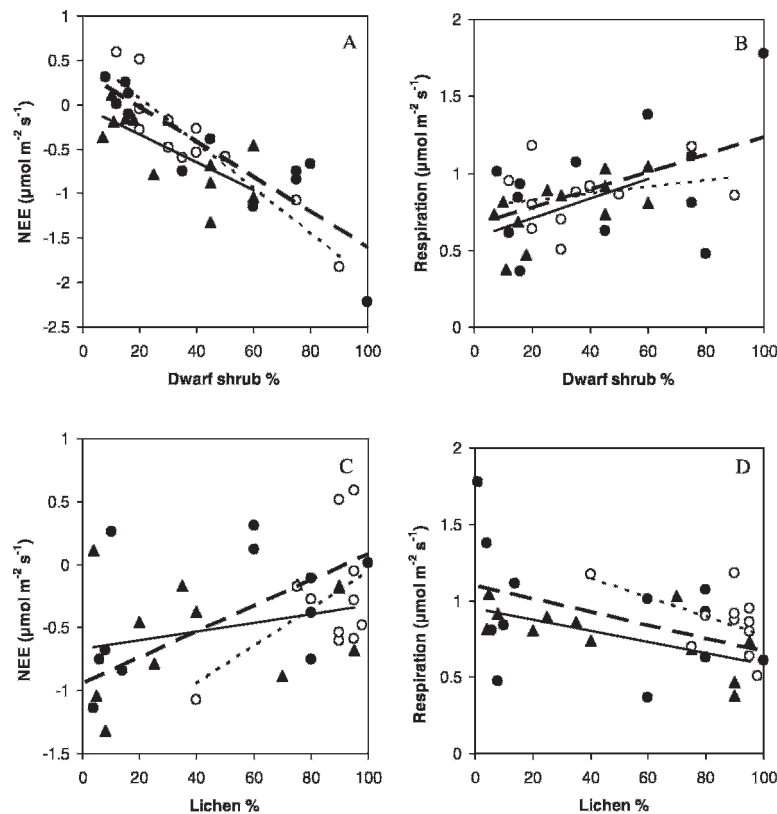 A
NEE (µmol m⁻² s⁻¹)
1
0.5
0
-0.5
-1
-1.5
-2
-2.5
0 20 40 60 80 100
Dwarf shrub %
B
Respiration (µmol m⁻² s⁻¹)
2
1.5
1
0.5
0
0 20 40 60 80 100
Dwarf shrub %
C
NEE (µmol m⁻² s⁻¹)
1
0.5
0
-0.5
-1
-1.5
0 20 40 60 80 100
Lichen %
D
Respiration (µmol m⁻² s⁻¹)
2
1.5
1
0.5
0
0 20 40 60 80 100
Lichen %